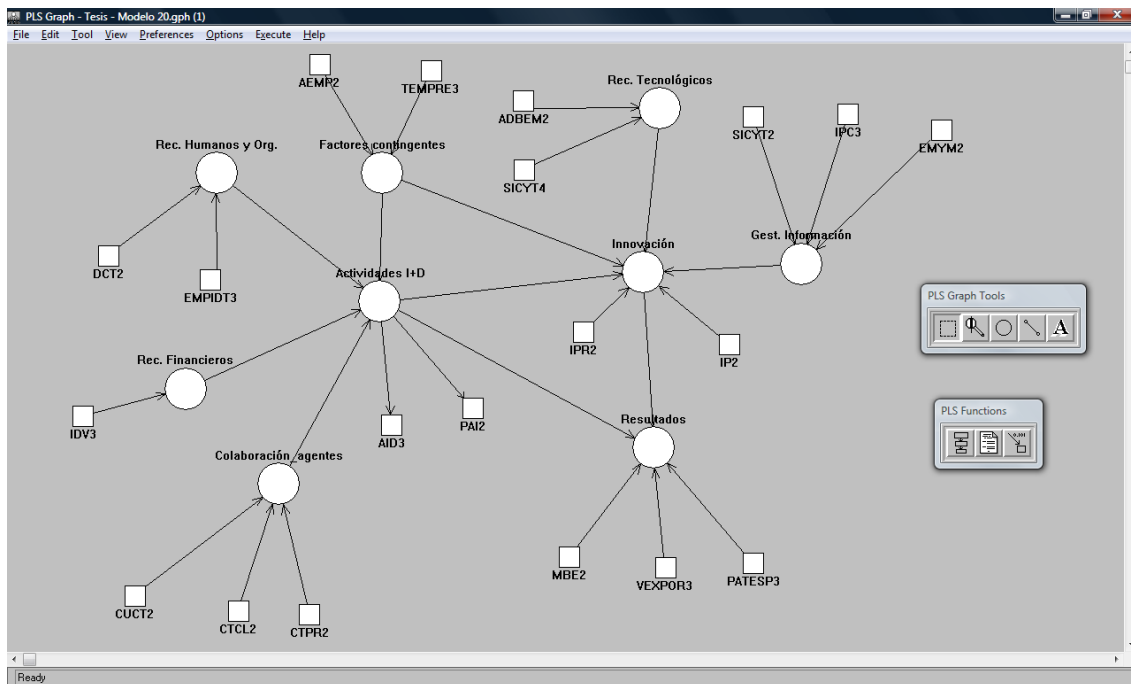 PLS Graph - Tesis - Modelo 20.gph (1)
File Edit Tool View Preferences Options Execute Help
AEMP2
TEMPRE3
Rec. Tecnológicos
ADBEM2
SICYT2
IPC3
EMYM2
Rec. Humanos y Org.
Factores contingentes
SICYT4
DCT2
EMPIDT3
Actividades I+D
Innovación
Gest. Información
PLS Graph Tools
A
IPR2
IP2
Rec. Financieros
IDV3
AID3
PAI2
Resultados
PLS Functions
Colaboración_agentes
MBE2
VEXPOR3
PATESP3
CUCT2
CTCL2
CTPR2
Ready